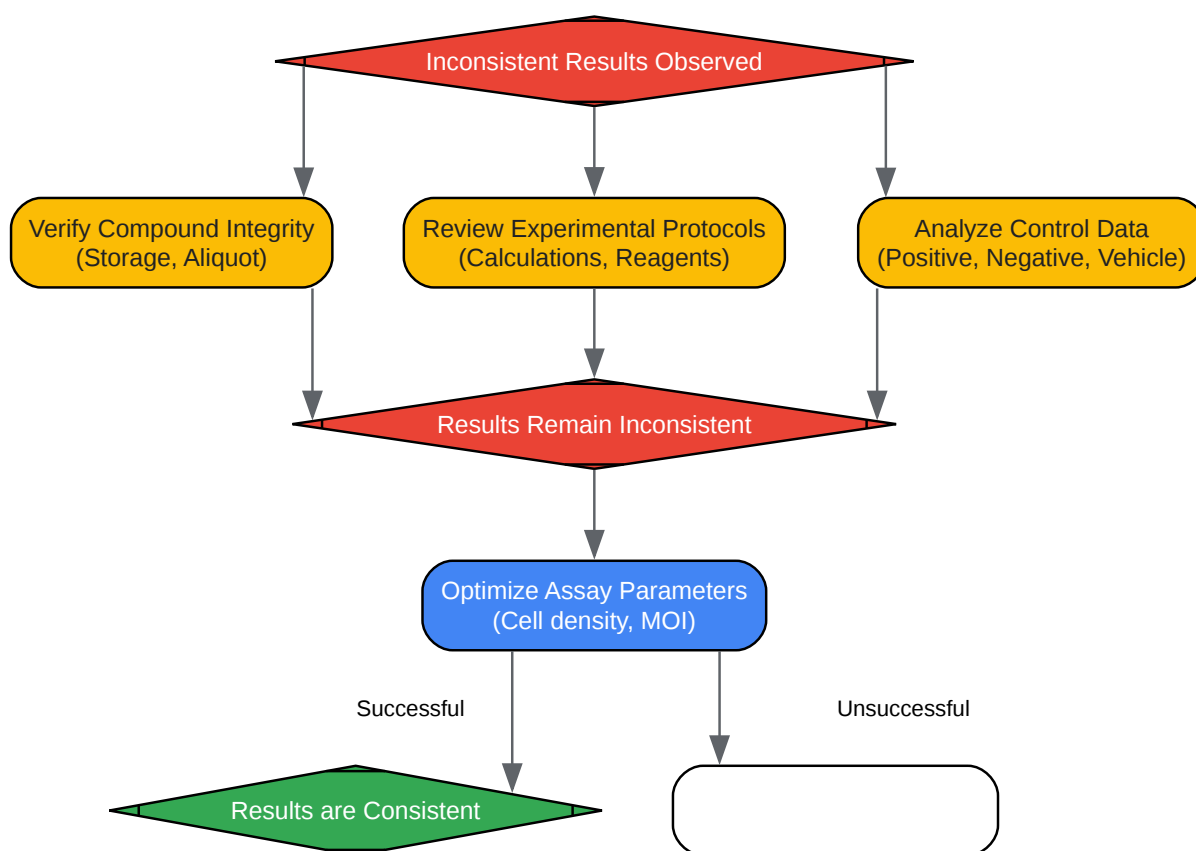 Inconsistent Results Observed
Verify Compound Integrity
(Storage, Aliquot)
Review Experimental Protocols
(Calculations, Reagents)
Analyze Control Data
(Positive, Negative, Vehicle)
Results Remain Inconsistent
Optimize Assay Parameters
(Cell density, MOI)
Successful
Unsuccessful
Results are Consistent